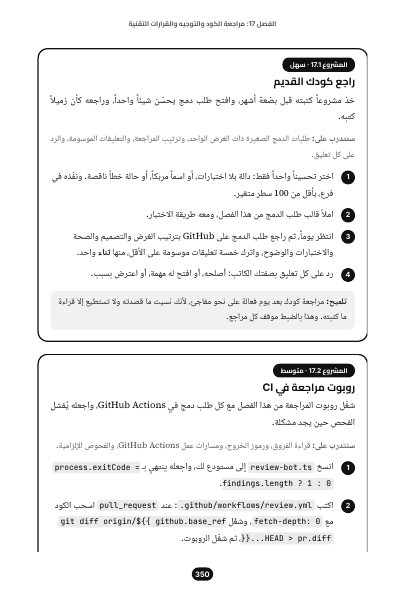 الفصل 17: مراجعة الكود والتوجيه والقرارات التقنية
المشروع 17.1 · سهل
راجع كودك القديم
خذ مشروعاً كتبته قبل بضعة أشهر، وافتح طلب دمج يحسّن شيئاً واحداً، وراجعه كأن زميلاً
كتبه.
ستتدرب على: طلبات الدمج الصغيرة ذات الغرض الواحد، وترتيب المراجعة، والتعليقات الموسومة، والرد
على كل تعليق.
1 اختر تحسيناً واحداً فقط: دالة بلا اختبارات، أو اسماً مربكاً، أو حالة خطأ ناقصة. ونفّذه في
فرع، بأقل من 100 سطر متغير.
2 املأ قالب طلب الدمج من هذا الفصل، ومعه طريقة الاختبار.
3 انتظر يوماً، ثم راجع طلب الدمج على GitHub بترتيب الغرض والتصميم والصحة
والاختبارات والوضوح، واترك خمسة تعليقات موسومة على الأقل، منها ثناء واحد.
4 رد على كل تعليق بصفتك الكاتب: أصلحه، أو افتح له مهمة، أو اعترض بسبب.
تلميح: مراجعة كودك بعد يوم فعالة على نحو مفاجئ، لأنك نسيت ما قصدته ولا تستطيع إلا قراءة
ما كتبته. وهذا بالضبط موقف كل مراجع.
المشروع 17.2 · متوسط
روبوت مراجعة في CI
شغّل روبوت المراجعة من هذا الفصل مع كل طلب دمج في GitHub Actions، واجعله يُفشل
الفحص حين يجد مشكلة.
ستتدرب على: قراءة الفروق، ورموز الخروج، ومسارات عمل GitHub Actions، والفحوص الإلزامية.
1 انسخ review-bot.ts إلى مستودع لك، واجعله ينتهي بـ process.exitCode =
findings.length ? 1 : 0.
2 اكتب .github/workflows/review.yml: عند pull_request اسحب الكود
مع fetch-depth: 0، وشغّل git diff origin/${{ github.base_ref
}}...HEAD > pr.diff، ثم شغّل الروبوت.
350